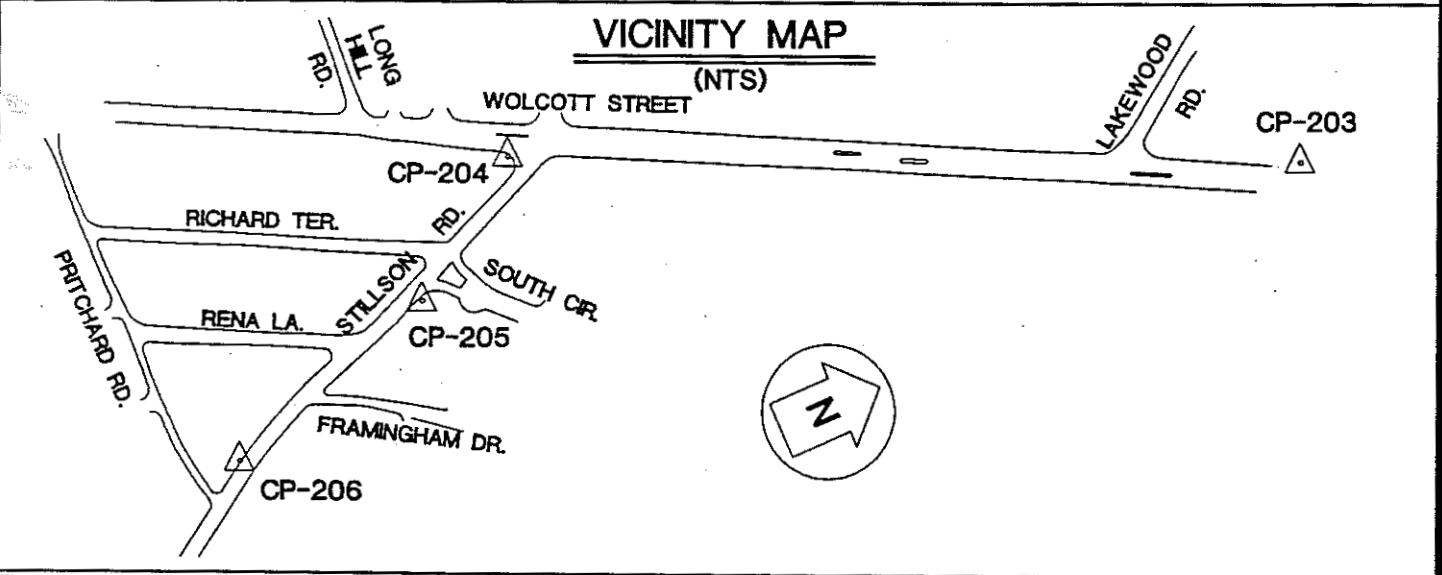 VICINITY MAP
(NTS)
LONG
HILL
RD.
WOLCOTT STREET
LAKEWOOD
RD.
CP-203
CP-204
RICHARD TER.
RD.
STILLSON
SOUTH CIR.
PRITCHARD RD.
RENA LA.
CP-205
FRAMINGHAM DR.
N
CP-206